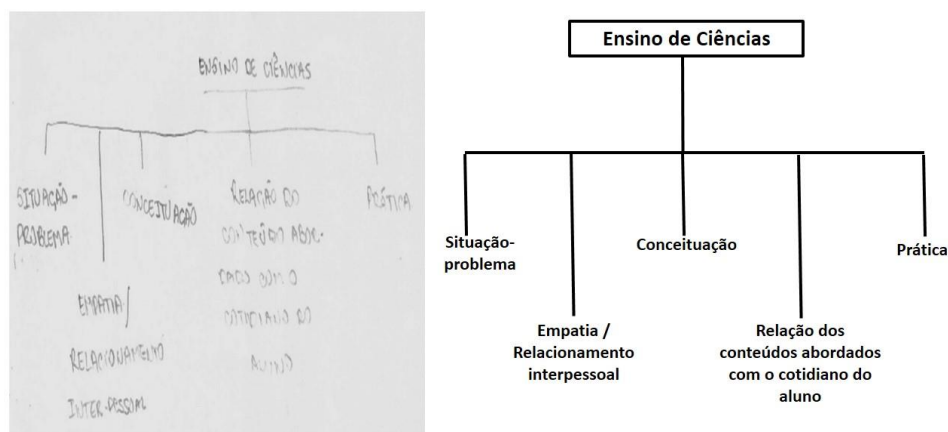 ENSINO DE CIÊNCIAS
SITUAÇÃO-
PROBLEMA
EMPATIA/
RELACIONAMENTO
INTER-PESSOAL
CONCEITUAÇÃO
RELAÇÃO DO
CONTEÚDO ABOR-
DADO COM O
COTIDIANO DO
ALUNO
PRÁTICA
Ensino de Ciências
Situação-
problema
Empatia /
Relacionamento
interpessoal
Conceituação
Relação dos
conteúdos abordados
com o cotidiano do
aluno
Prática